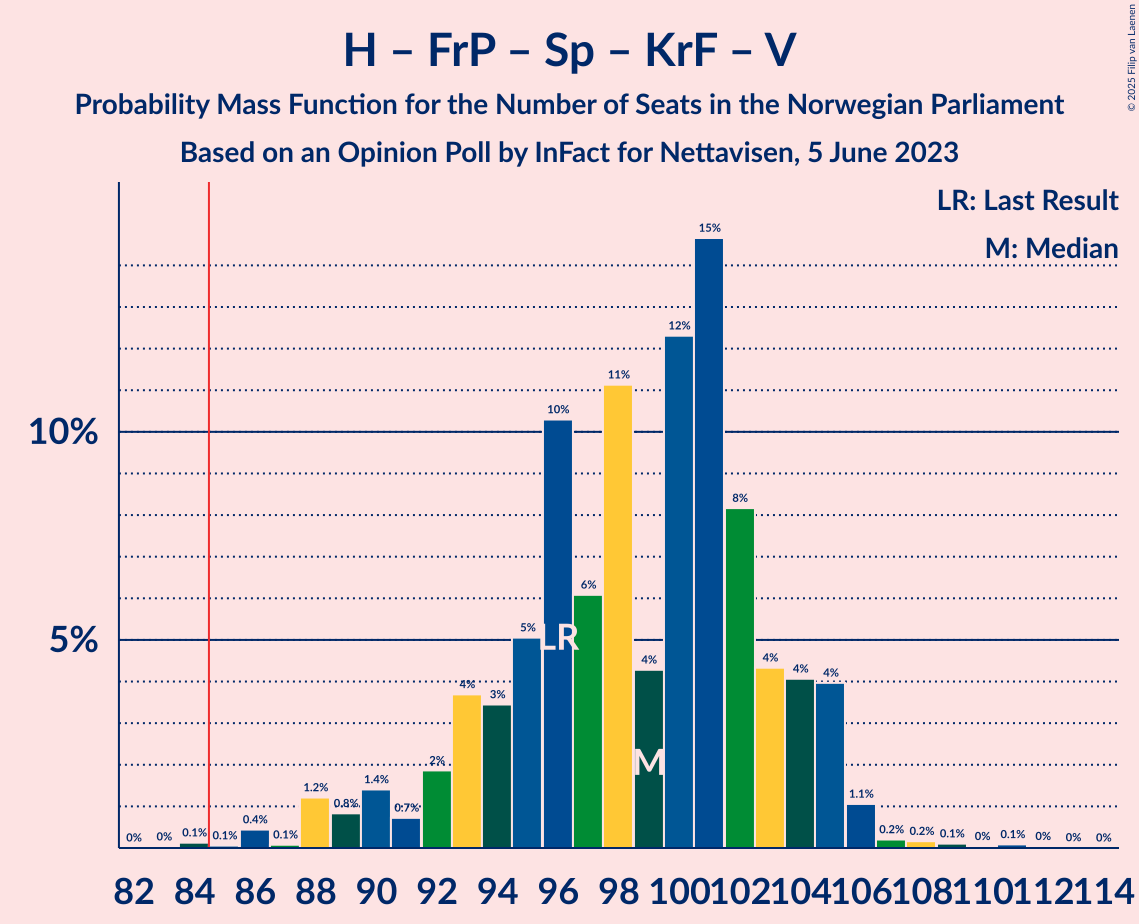 H – FrP – Sp – KrF – V
Probability Mass Function for the Number of Seats in the Norwegian Parliament
Based on an Opinion Poll by InFact for Nettavisen, 5 June 2023
© 2025 Filip van Laenen
LR: Last Result
M: Median
10%
5%
0% 0% 0.1% 0.1% 0.4% 0.1% 1.2% 0.8% 1.4% 0.7% 2% 4% 3% 5% 10% 6% 11% 4% 12% 15% 8% 4% 4% 4% 1.1% 0.2% 0.2% 0.1% 0% 0.1% 0% 0% 0%
LR
M
82 84 86 88 90 92 94 96 98 100 102 104 106 108 110 112 114